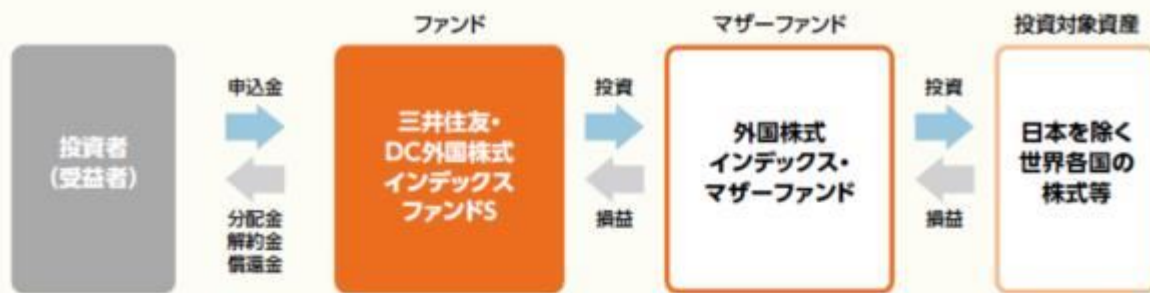 ファンド
マザーファンド
投資対象資産
投資者
(受益者)
申込金
分配金
解約金
償還金
三井住友・
DC外国株式
インデックス
ファンドS
投資
損益
外国株式
インデックス・
マザーファンド
投資
損益
日本を除く
世界各国の
株式等